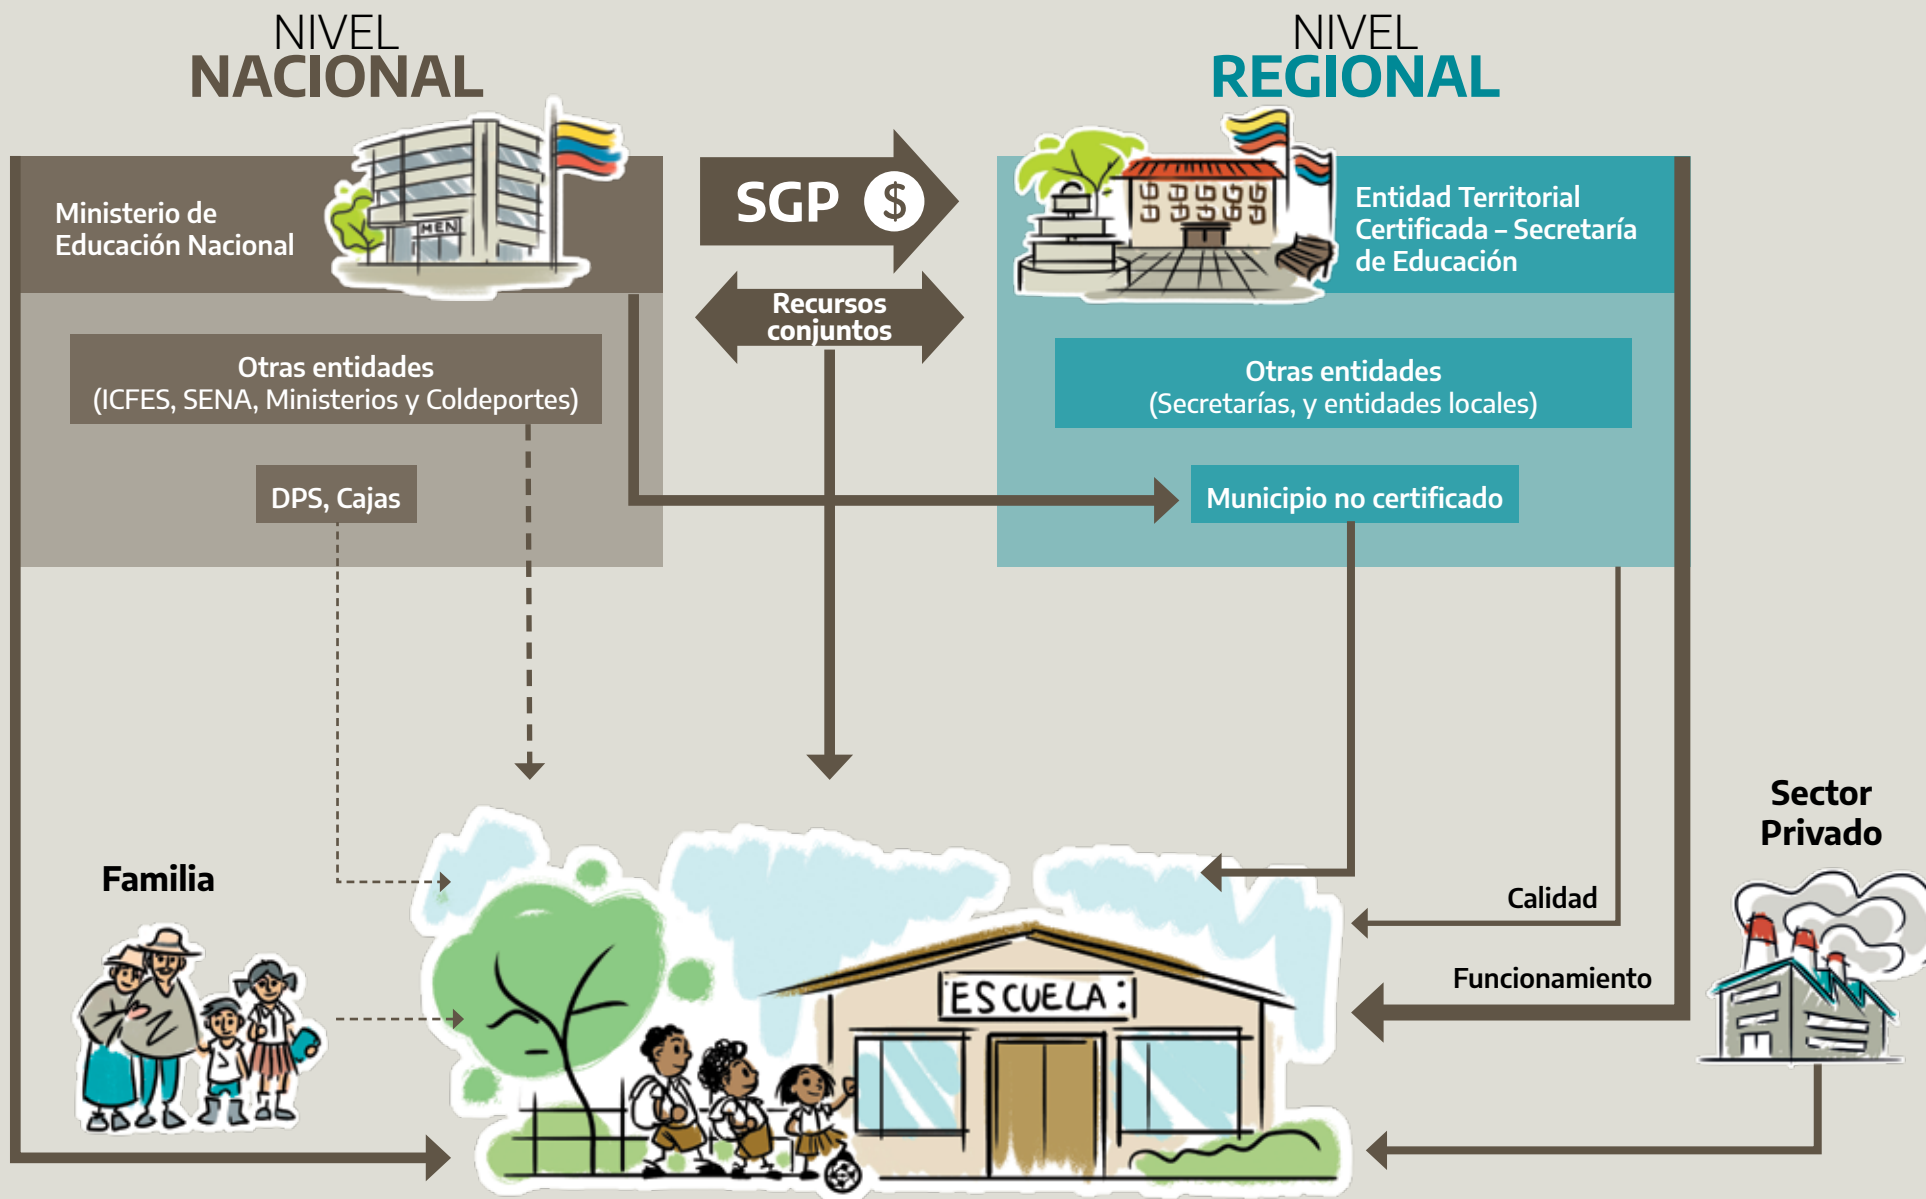 NIVEL
NACIONAL
NIVEL
REGIONAL
Ministerio de
Educación Nacional
MEN
SGP $
Entidad Territorial
Certificada – Secretaría
de Educación
Recursos
conjuntos
Otras entidades
(ICFES, SENA, Ministerios y Coldeportes)
Otras entidades
(Secretarías, y entidades locales)
DPS, Cajas
Municipio no certificado
Sector
Privado
Familia
Calidad
Funcionamiento
ESCUELA: